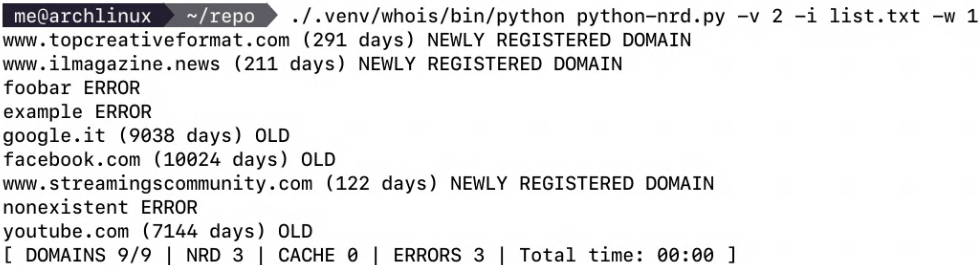 me@archlinux ~/repo ./.venv/whois/bin/python python-nrd.py -v 2 -i list.txt -w 1
www.topcreativeformat.com (291 days) NEWLY REGISTERED DOMAIN
www.ilmagazine.news (211 days) NEWLY REGISTERED DOMAIN
foobar ERROR
example ERROR
google.it (9038 days) OLD
facebook.com (10024 days) OLD
www.streamingscommunity.com (122 days) NEWLY REGISTERED DOMAIN
nonexistent ERROR
youtube.com (7144 days) OLD
[ DOMAINS 9/9 | NRD 3 | CACHE 0 | ERRORS 3 | Total time: 00:00 ]